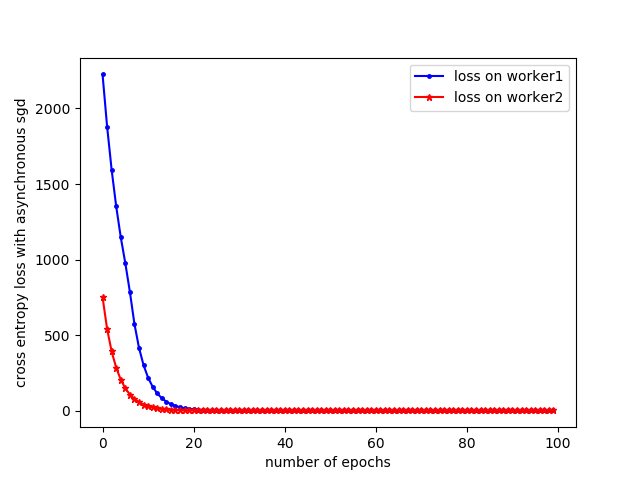 loss on worker1
loss on worker2
cross entropy loss with asynchronous sgd
2000
1500
1000
500
0
0 20 40 60 80 100
number of epochs